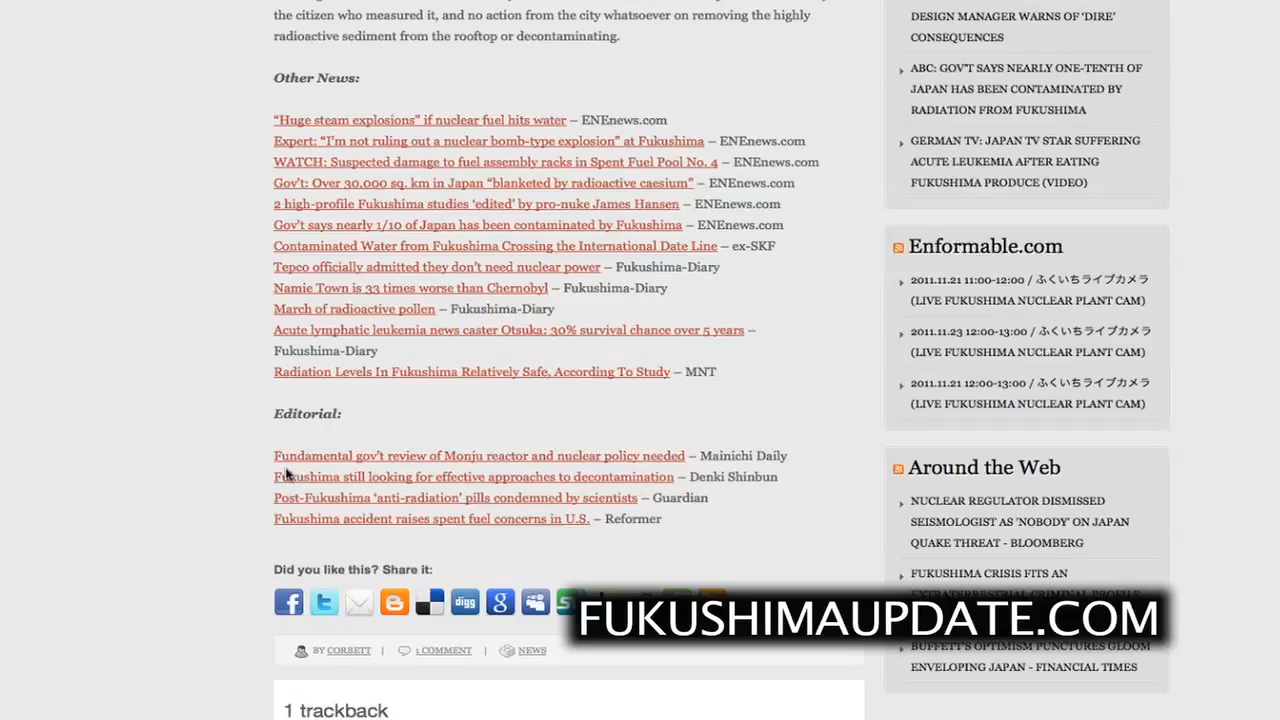 the citizen who measured it, and no action from the city whatsoever on removing the highly
radioactive sediment from the rooftop or decontaminating.
Other News:
“Huge steam explosions” if nuclear fuel hits water – ENEnews.com
Expert: “I’m not ruling out a nuclear bomb-type explosion” at Fukushima – ENEnews.com
WATCH: Suspected damage to fuel assembly racks in Spent Fuel Pool No. 4 – ENEnews.com
Gov’t: Over 30,000 sq. km in Japan “blanketed by radioactive caesium” – ENEnews.com
2 high-profile Fukushima studies ‘edited’ by pro-nuke James Hansen – ENEnews.com
Gov’t says nearly 1/10 of Japan has been contaminated by Fukushima – ENEnews.com
Contaminated Water from Fukushima Crossing the International Date Line – ex-SKF
Tepco officially admitted they don’t need nuclear power – Fukushima-Diary
Namie Town is 33 times worse than Chernobyl – Fukushima-Diary
March of radioactive pollen – Fukushima-Diary
Acute lymphatic leukemia news caster Otsuka: 30% survival chance over 5 years –
Fukushima-Diary
Radiation Levels In Fukushima Relatively Safe, According To Study – MNT
Editorial:
Fundamental gov’t review of Monju reactor and nuclear policy needed – Mainichi Daily
Fukushima still looking for effective approaches to decontamination – Denki Shinbun
Post-Fukushima ‘anti-radiation’ pills condemned by scientists – Guardian
Fukushima accident raises spent fuel concerns in U.S. – Reformer
Did you like this? Share it:
digg
BY CORBETT | 1 COMMENT | NEWS
1 trackback
DESIGN MANAGER WARNS OF ‘DIRE’
CONSEQUENCES
ABC: GOV’T SAYS NEARLY ONE-TENTH OF
JAPAN HAS BEEN CONTAMINATED BY
RADIATION FROM FUKUSHIMA
GERMAN TV: JAPAN TV STAR SUFFERING
ACUTE LEUKEMIA AFTER EATING
FUKUSHIMA PRODUCE (VIDEO)
Enformable.com
2011.11.21 11:00-12:00 / ふくいちライブカメラ
(LIVE FUKUSHIMA NUCLEAR PLANT CAM)
2011.11.23 12:00-13:00 / ふくいちライブカメラ
(LIVE FUKUSHIMA NUCLEAR PLANT CAM)
2011.11.21 12:00-13:00 / ふくいちライブカメラ
(LIVE FUKUSHIMA NUCLEAR PLANT CAM)
Around the Web
NUCLEAR REGULATOR DISMISSED
SEISMOLOGIST AS ’NOBODY’ ON JAPAN
QUAKE THREAT - BLOOMBERG
FUKUSHIMA CRISIS FITS AN
EXTRATERRESTRIAL CRIMINAL PROFILE
BUFFETT’S OPTIMISM PUNCTURES GLOOM
ENVELOPING JAPAN - FINANCIAL TIMES
FUKUSHIMAUPDATE.COM